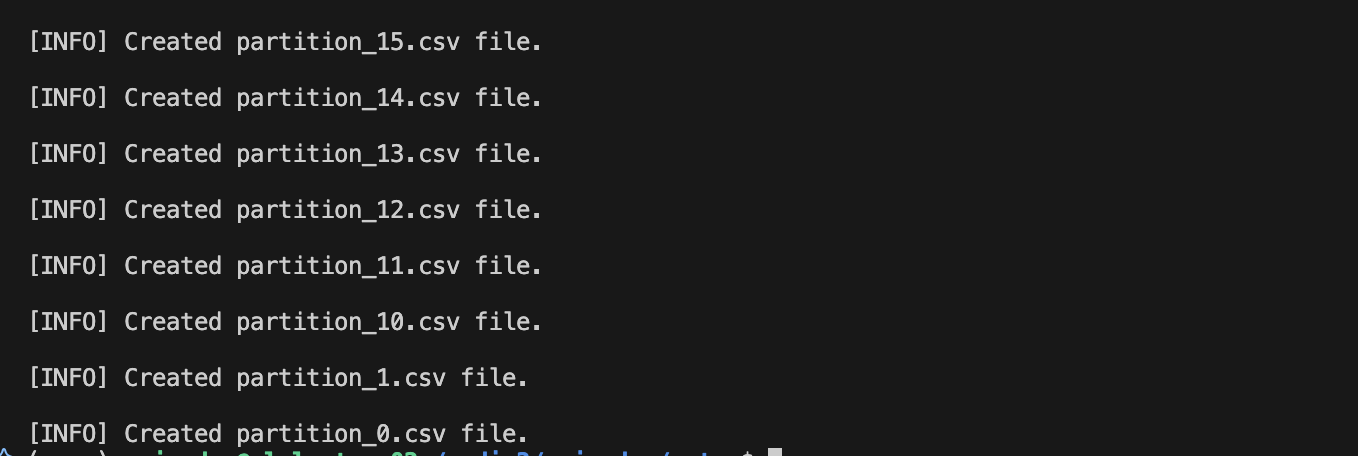 [INFO] Created partition_15.csv file.
[INFO] Created partition_14.csv file.
[INFO] Created partition_13.csv file.
[INFO] Created partition_12.csv file.
[INFO] Created partition_11.csv file.
[INFO] Created partition_10.csv file.
[INFO] Created partition_1.csv file.
[INFO] Created partition_0.csv file.